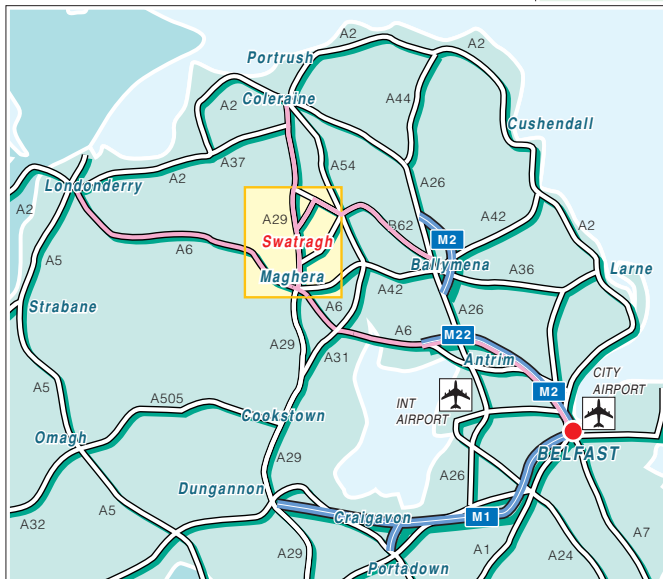 A2
Portrush
A2
A44
Coleraine
A2
Cushendall
A37
A54
A2
A26
Londonderry
A2
A29
B62
A42
A2
Swatragh
M2
A6
A5
Ballymena
Maghera
A36
Larne
A42
Strabane
A6
A26
A6
M22
A29
A31
Antrim
CITY
AIRPORT
M2
A5
A505
INT
AIRPORT
Cookstown
Omagh
BELFAST
A29
A26
Dungannon
A5
Craigavon
M1
A32
A7
A29
A1
A24
Portadown